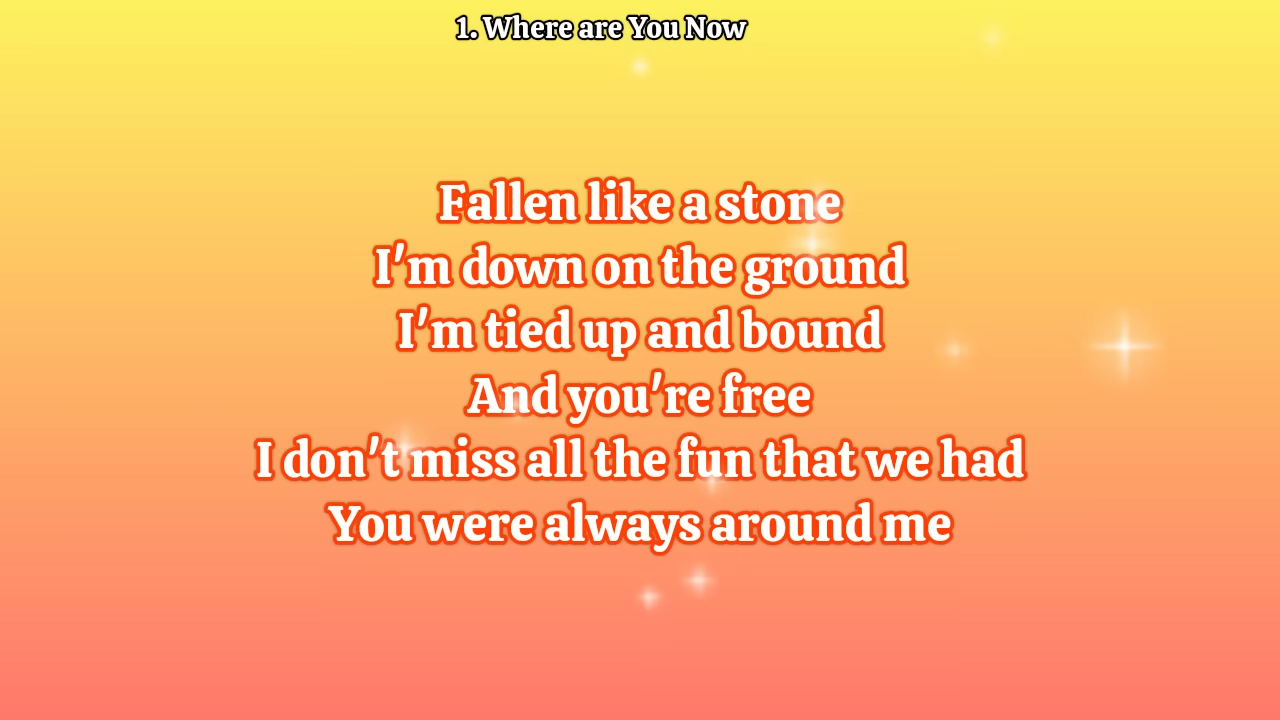 1. Where are You Now
Fallen like a stone
I'm down on the ground
I'm tied up and bound
And you're free
I don't miss all the fun that we had
You were always around me